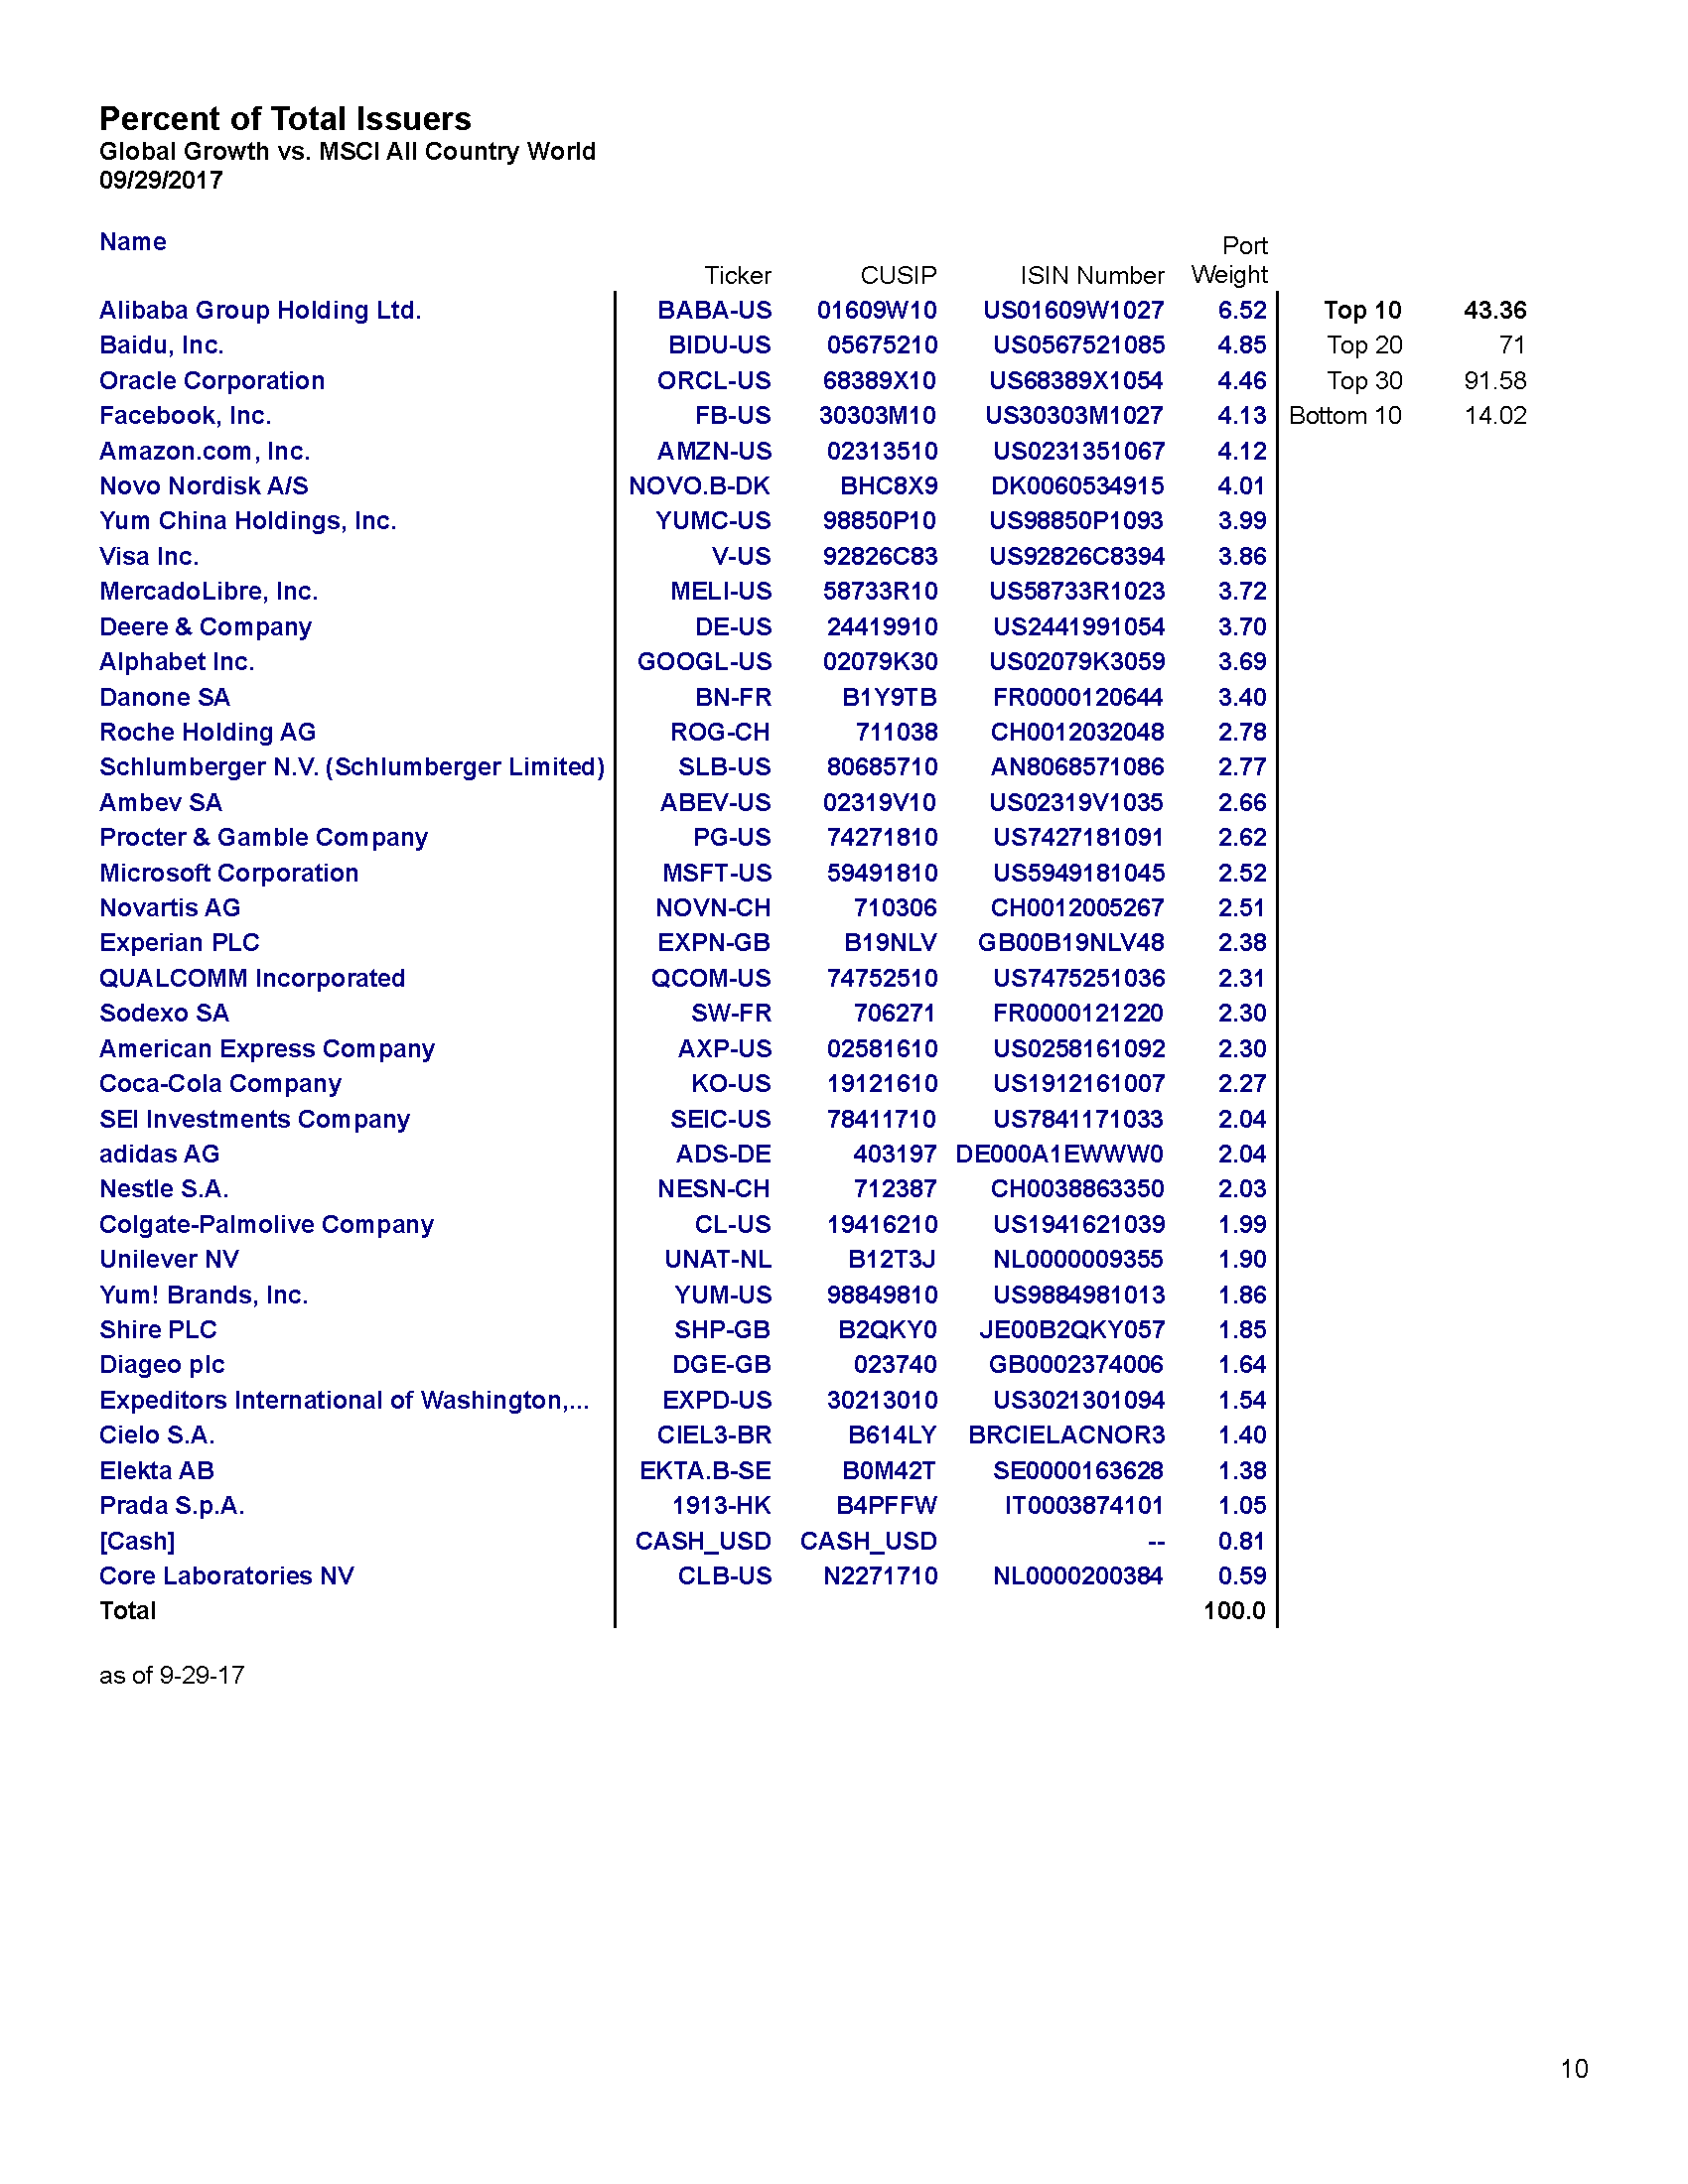 Percent of Total Issuers
Global Growth vs. MSCI All Country World
09/29/2017
Name Ticker CUSIP ISIN Number Port Weight
Alibaba Group Holding Ltd. BABA-US 01609W10 US01609W1027 6.52 Top 10 43.36
Baidu, Inc. BIDU-US 05675210 US0567521085 4.85 Top 20 71
Oracle Corporation ORCL-US 68389X10 US68389X1054 4.46 Top 30 91.58
Facebook, Inc. FB-US 30303M10 US30303M1027 4.13 Bottom 10 14.02
Amazon.com, Inc. AMZN-US 02313510 US0231351067 4.12
Novo Nordisk A/S NOVO.B-DK BHC8X9 DK0060534915 4.01
Yum China Holdings, Inc. YUMC-US 98850P10 US98850P1093 3.99
Visa Inc. V-US 92826C83 US92826C8394 3.86
MercadoLibre, Inc. MELI-US 58733R10 US58733R1023 3.72
Deere & Company DE-US 24419910 US2441991054 3.70
Alphabet Inc. GOOGL-US 02079K30 US02079K3059 3.69
Danone SA BN-FR B1Y9TB FR0000120644 3.40
Roche Holding AG ROG-CH 711038 CH0012032048 2.78
Schlumberger N.V. (Schlumberger Limited) SLB-US 80685710 AN8068571086 2.77
Ambev SA ABEV-US 02319V10 US02319V1035 2.66
Procter & Gamble Company PG-US 74271810 US7427181091 2.62
Microsoft Corporation MSFT-US 59491810 US5949181045 2.52
Novartis AG NOVN-CH 710306 CH0012005267 2.51
Experian PLC EXPN-GB B19NLV GB00B19NLV48 2.38
QUALCOMM Incorporated QCOM-US 74752510 US7475251036 2.31
Sodexo SA SW-FR 706271 FR0000121220 2.30
American Express Company AXP-US 02581610 US0258161092 2.30
Coca-Cola Company KO-US 19121610 US1912161007 2.27
SEI Investments Company SEIC-US 78411710 US7841171033 2.04
adidas AG ADS-DE 403197 DE000A1EWWW0 2.04
Nestle S.A. NESN-CH 712387 CH0038863350 2.03
Colgate-Palmolive Company CL-US 19416210 US1941621039 1.99
Unilever NV UNAT-NL B12T3J NL0000009355 1.90
Yum! Brands, Inc. YUM-US 98849810 US9884981013 1.86
Shire PLC SHP-GB B2QKY0 JE00B2QKY057 1.85
Diageo plc DGE-GB 023740 GB0002374006 1.64
Expeditors International of Washington,... EXPD-US 30213010 US3021301094 1.54
Cielo S.A. CIEL3-BR B614LY BRCIELACNOR3 1.40
Elekta AB EKTA.B-SE B0M42T SE0000163628 1.38
Prada S.p.A. 1913-HK B4PFFW IT0003874101 1.05
[Cash] CASH_USD CASH_USD -- 0.81
Core Laboratories NV CLB-US N2271710 NL0000200384 0.59
Total 100.0
as of 9-29-17
10